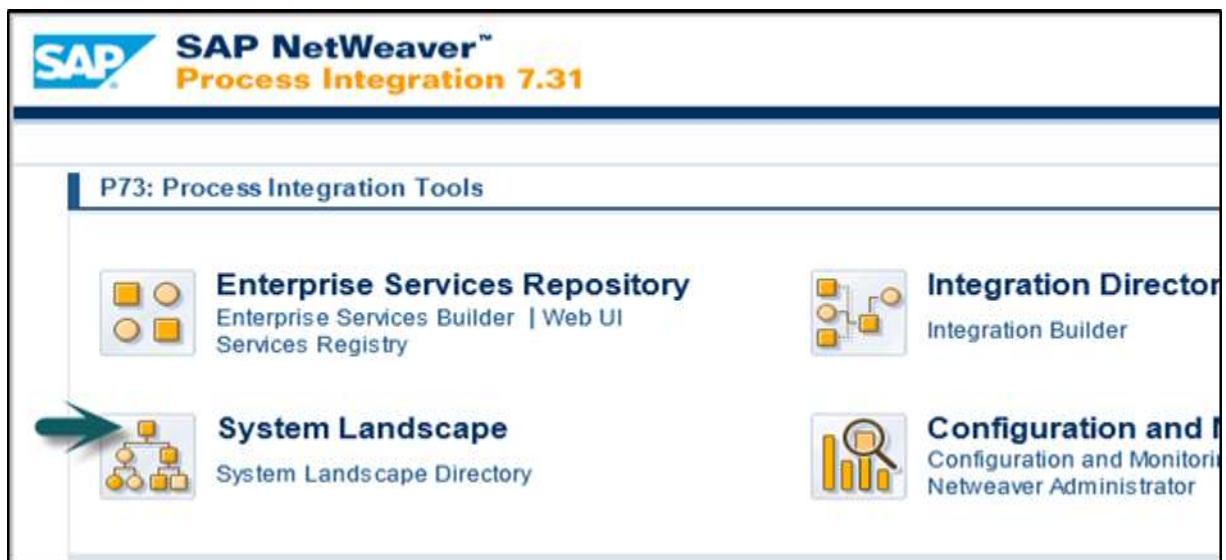 SAP
SAP NetWeaver™
Process Integration 7.31
P73: Process Integration Tools
Enterprise Services Repository
Enterprise Services Builder | Web UI
Services Registry
Integration Director
Integration Builder
System Landscape
System Landscape Directory
Configuration and
Configuration and Monitorin
Netweaver Administrator